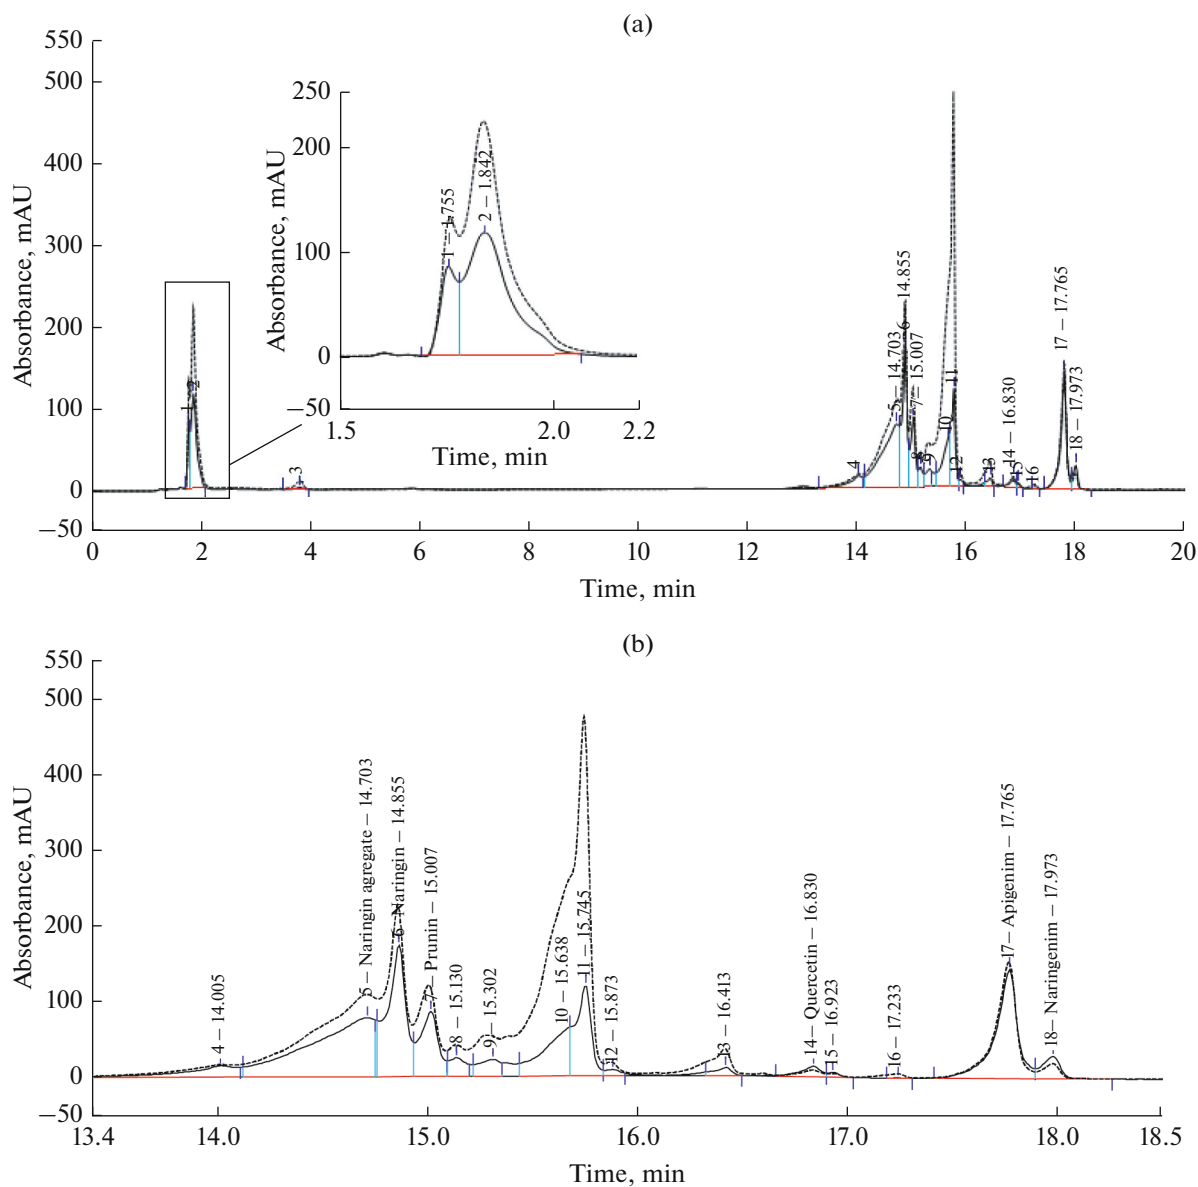 (a)
550
500
400
300
200
100
0
−50
Absorbance, mAU
0
2
4
6
8
10
12
14
16
18
20
Time, min
250
200
100
0
−50
Absorbance, mAU
1.5
2.0
2.2
Time, min
1 − 1.755
2 − 1.842
1
2
3
4
5 − 14.703
6 − 14.855
7 − 15.007
8
9
10
11
12
13
14 − 16.830
15
16
17 − 17.765
18 − 17.973
(b)
550
500
400
300
200
100
0
−50
Absorbance, mAU
13.4
14.0
15.0
16.0
17.0
18.0
18.5
Time, min
4 − 14.005
5 − Naringin agregate − 14.703
6 − Naringin − 14.855
7 − Prunin − 15.007
8 − 15.130
9 − 15.302
10 − 15.638
11 − 15.745
12 − 15.873
13 − 16.413
14 − Quercetin − 16.830
15 − 16.923
16 − 17.233
17 − Apigenim − 17.765
18 − Naringenim − 17.973